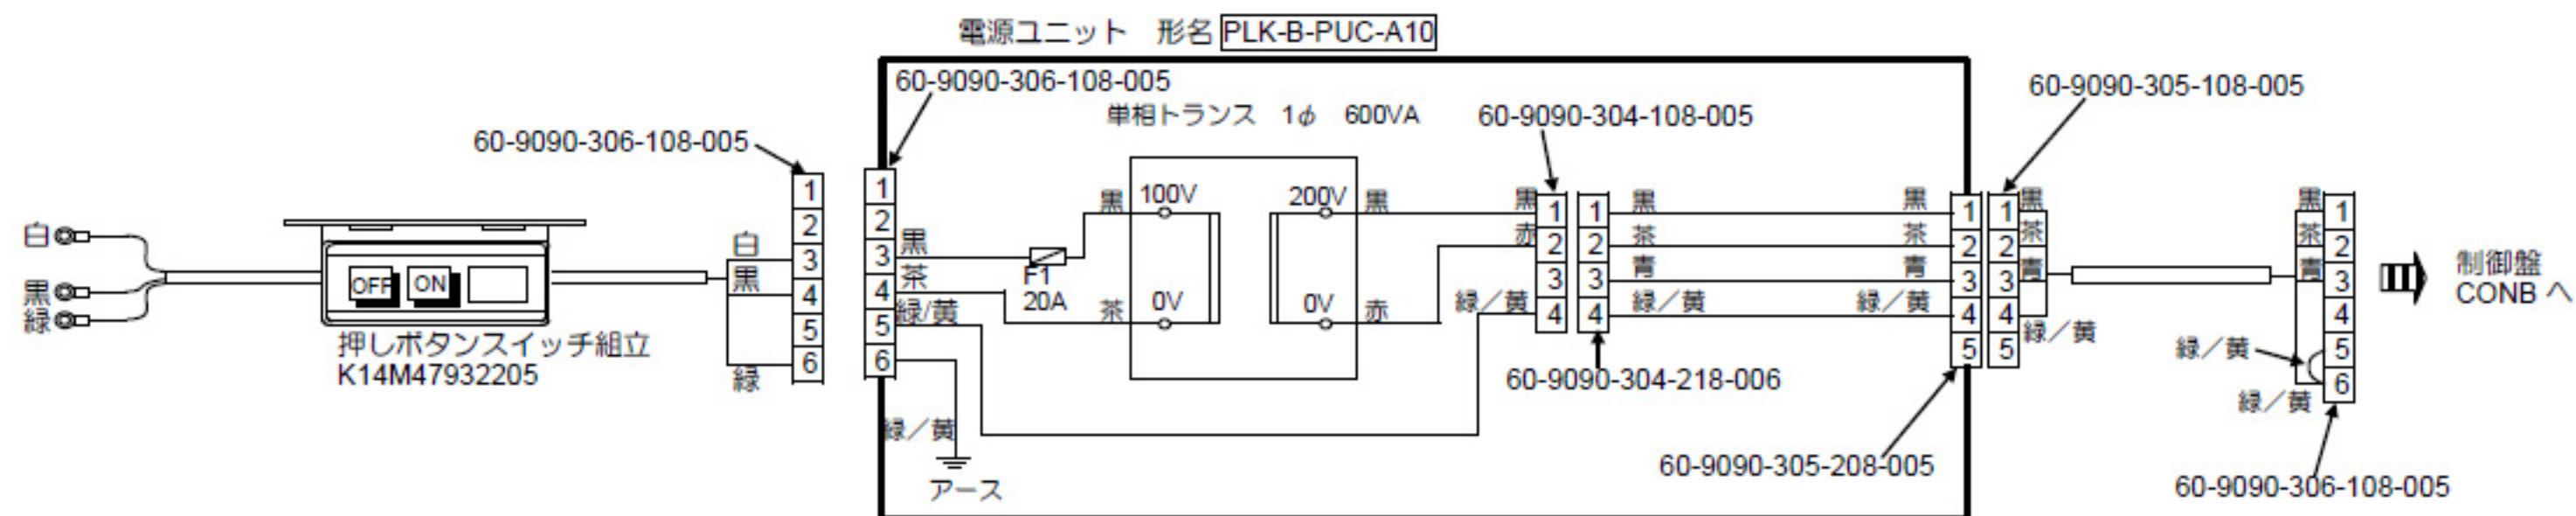 電源ユニット 形名 PLK-B-PUC-A10
60-9090-306-108-005
60-9090-306-108-005
単相トランス 1φ 600VA
60-9090-304-108-005
60-9090-305-108-005
白
黒
緑
OFF
ON
押しボタンスイッチ組立
K14M47932205
白
黒
緑
1
2
3
4
5
6
1
2
3
4
5
6
黒
茶
緑/黄
緑／黄
アース
F1
20A
黒
茶
100V
0V
200V
0V
黒
赤
黒
赤
緑／黄
1
2
3
4
1
2
3
4
黒
茶
青
緑／黄
60-9090-304-218-006
黒
茶
青
緑／黄
1
2
3
4
5
60-9090-305-208-005
1
2
3
4
5
黒
茶
青
緑／黄
黒
茶
青
緑／黄
緑／黄
1
2
3
4
5
6
60-9090-306-108-005
制御盤
CONB へ